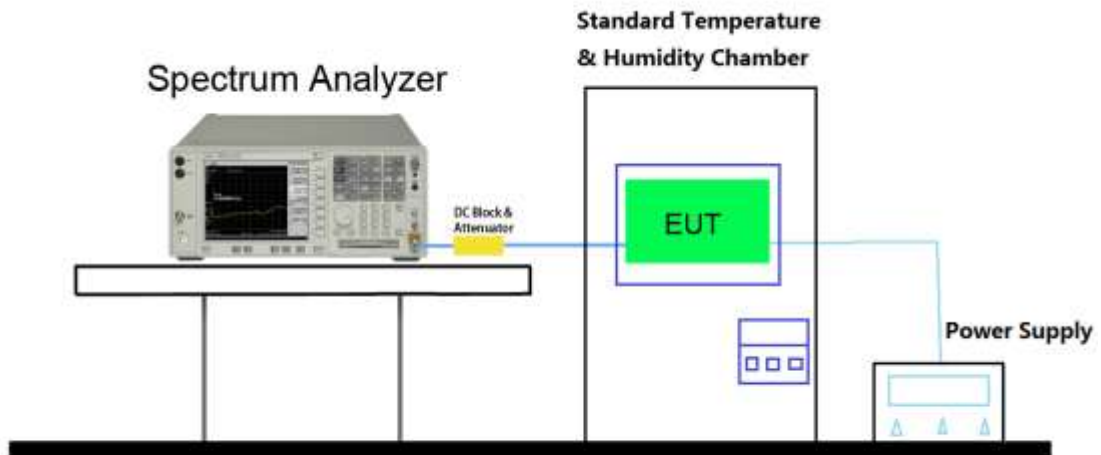 Standard Temperature
& Humidity Chamber
Spectrum Analyzer
DC Block &
Attenuator
EUT
Power Supply